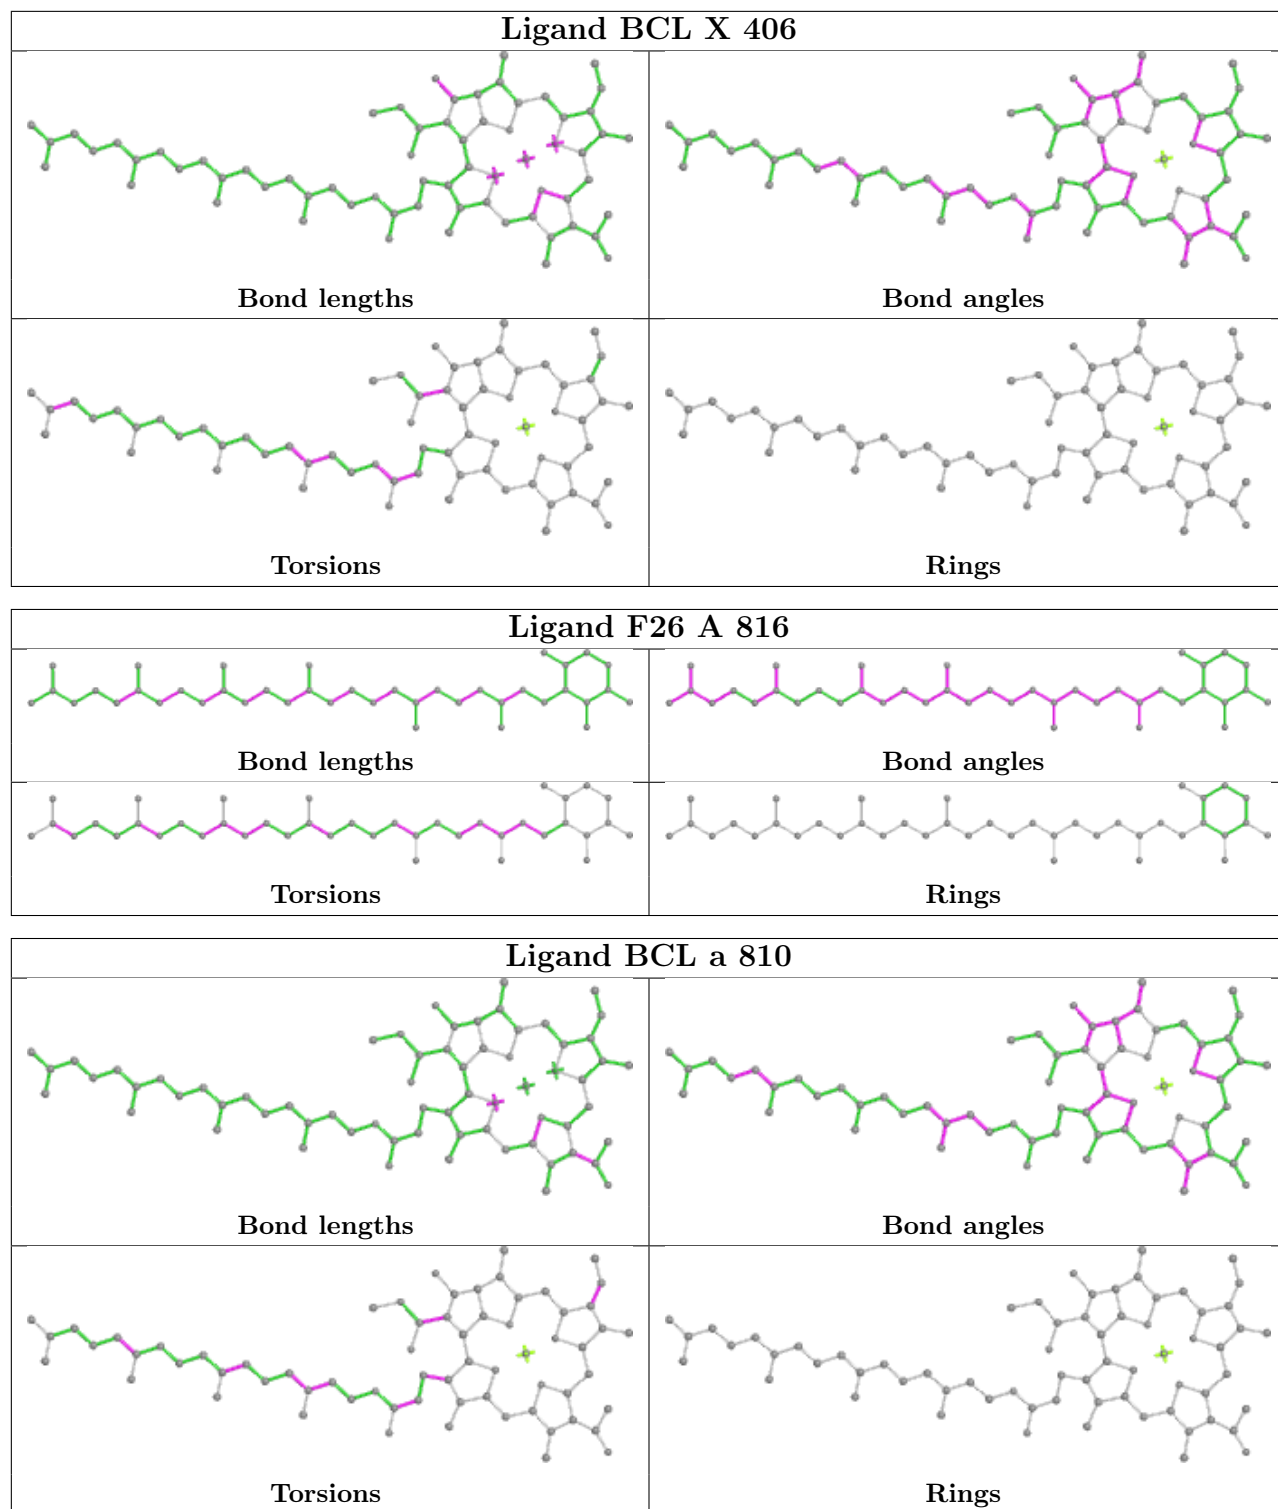 Ligand BCL X 406
Bond lengths
Bond angles
Torsions
Rings
Ligand F26 A 816
Bond lengths
Bond angles
Torsions
Rings
Ligand BCL a 810
Bond lengths
Bond angles
Torsions
Rings